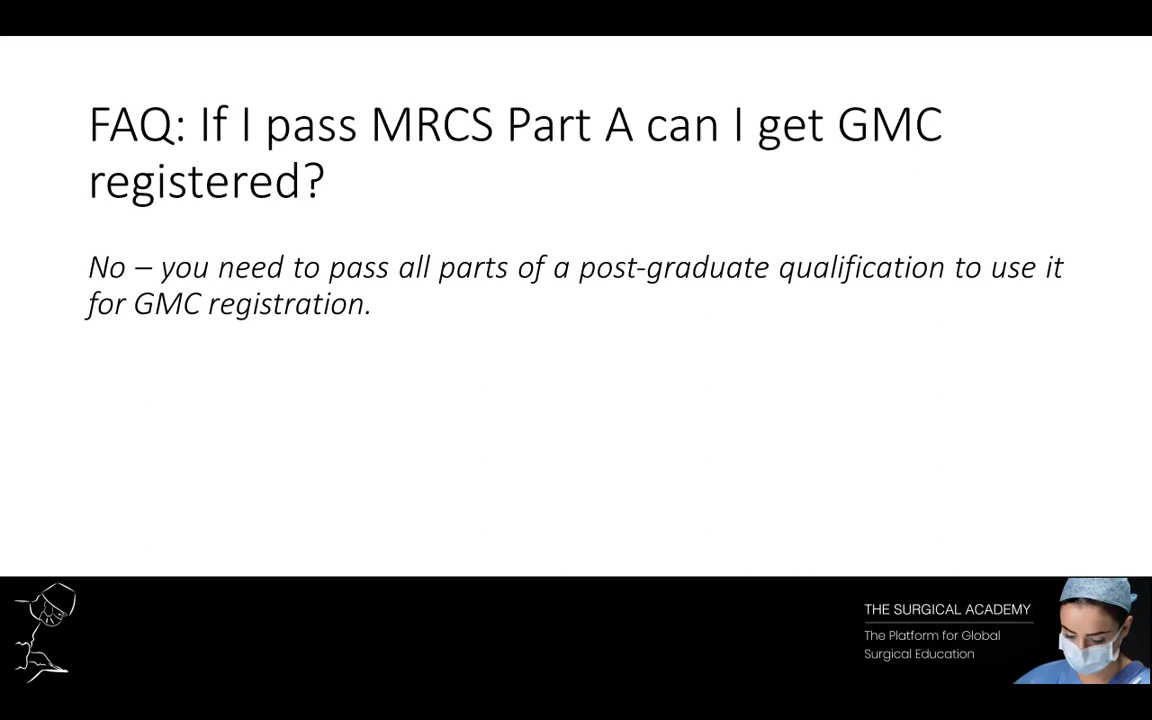 FAQ: If I pass MRCS Part A can I get GMC
registered?
No – you need to pass all parts of a post-graduate qualification to use it
for GMC registration.
THE SURGICAL ACADEMY
The Platform for Global
Surgical Education